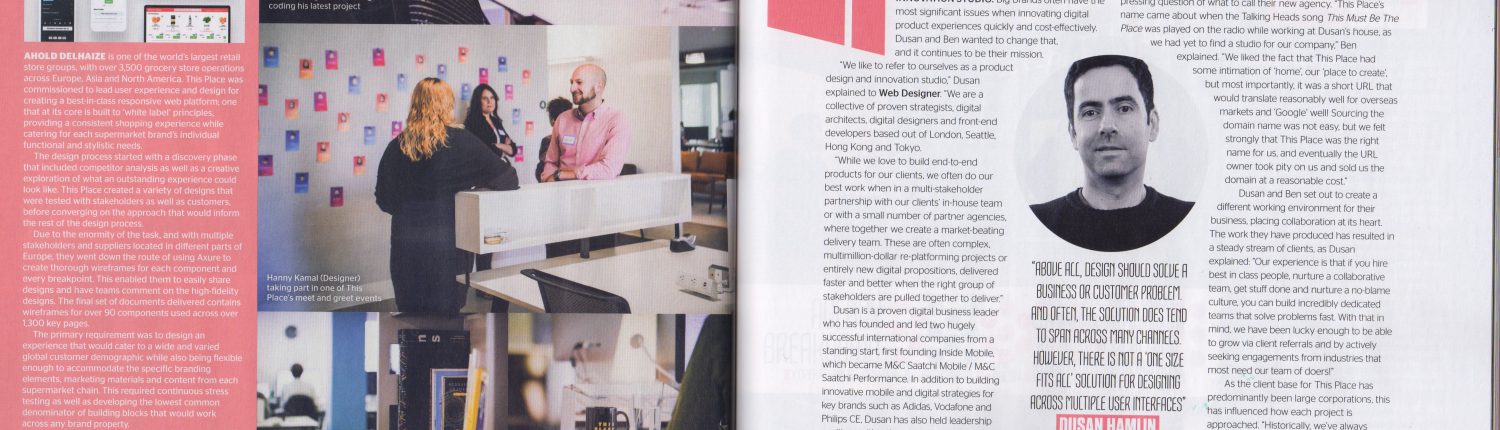 coding his latest project
AHOLD DELHAIZE is one of the world's largest retail
store groups, with over 3,500 grocery store operations
across Europe, Asia and North America. This Place was
commissioned to lead user experience and design for
creating a best-in-class responsive web platform; one
that at its core is built to 'white label' principles,
providing a consistent shopping experience while
catering for each supermarket brand's individual
functional and stylistic needs.
The design process started with a discovery phase
that included competitor analysis as well as a creative
exploration of what an outstanding experience could
look like. This Place created a variety of designs that
were tested with stakeholders as well as customers,
before converging on the approach that would inform
the rest of the design process.
Due to the enormity of the task, and with multiple
stakeholders and suppliers located in different parts of
Europe, they went down the route of using Axure to
create thorough wireframes for each component and
every breakpoint. This enabled them to easily share
designs and have teams comment on the high-fidelity
designs. The final set of documents delivered contains
wireframes for over 90 components used across over
1,300 key pages.
The primary requirement was to design an
experience that would cater to a wide and varied
global customer demographic while also being flexible
enough to accommodate the specific branding
elements, marketing materials and content from each
supermarket chain. This required continuous stress
testing as well as developing the lowest common
denominator of building blocks that would work
across any brand property.
Hanny Kamal (Designer)
taking part in one of This
Place's meet and greet events
most significant issues when innovating digital
product experiences quickly and cost-effectively.
Dusan and Ben wanted to change that,
and it continues to be their mission.
"We like to refer to ourselves as a product
design and innovation studio," Dusan
explained to Web Designer. "We are a
collective of proven strategists, digital
architects, digital designers and front-end
developers based out of London, Seattle,
Hong Kong and Tokyo.
"While we love to build end-to-end
products for our clients, we often do our
best work when in a multi-stakeholder
partnership with our clients' in-house team
or with a small number of partner agencies,
where together we create a market-beating
delivery team. These are often complex,
multimillion-dollar re-platforming projects or
entirely new digital propositions, delivered
faster and better when the right group of
stakeholders are pulled together to deliver."
Dusan is a proven digital business leader
who has founded and led two hugely
successful international companies from a
standing start, first founding Inside Mobile,
which became M&C Saatchi Mobile / M&C
Saatchi Performance. In addition to building
innovative mobile and digital strategies for
key brands such as Adidas, Vodafone and
Philips CE, Dusan has also held leadership
"ABOVE ALL, DESIGN SHOULD SOLVE A
BUSINESS OR CUSTOMER PROBLEM.
AND OFTEN, THE SOLUTION DOES TEND
TO SPAN ACROSS MANY CHANNELS.
HOWEVER, THERE IS NOT A 'ONE SIZE
FITS ALL' SOLUTION FOR DESIGNING
ACROSS MULTIPLE USER INTERFACES"
DUSAN HAMLIN
pressing question of what to call their new agency. "This Place's
name came about when the Talking Heads song This Must Be The
Place was played on the radio while working at Dusan's house, as
we had yet to find a studio for our company," Ben
explained. "We liked the fact that This Place had
some intimation of 'home', our 'place to create',
but most importantly, it was a short URL that
would translate reasonably well for overseas
markets and 'Google' well! Sourcing the
domain name was not easy, but we felt
strongly that This Place was the right
name for us, and eventually the URL
owner took pity on us and sold us the
domain at a reasonable cost."
Dusan and Ben set out to create a
different working environment for their
business, placing collaboration at its heart.
The work they have produced has resulted in
a steady stream of clients, as Dusan
explained: "Our experience is that if you hire
best in class people, nurture a collaborative
team, get stuff done and nurture a no-blame
culture, you can build incredibly dedicated
teams that solve problems fast. With that in
mind, we have been lucky enough to be able
to grow via client referrals and by actively
seeking engagements from industries that
most need our team of doers!"
As the client base for This Place has
predominantly been large corporations, this
has influenced how each project is
approached. "Historically, we've always